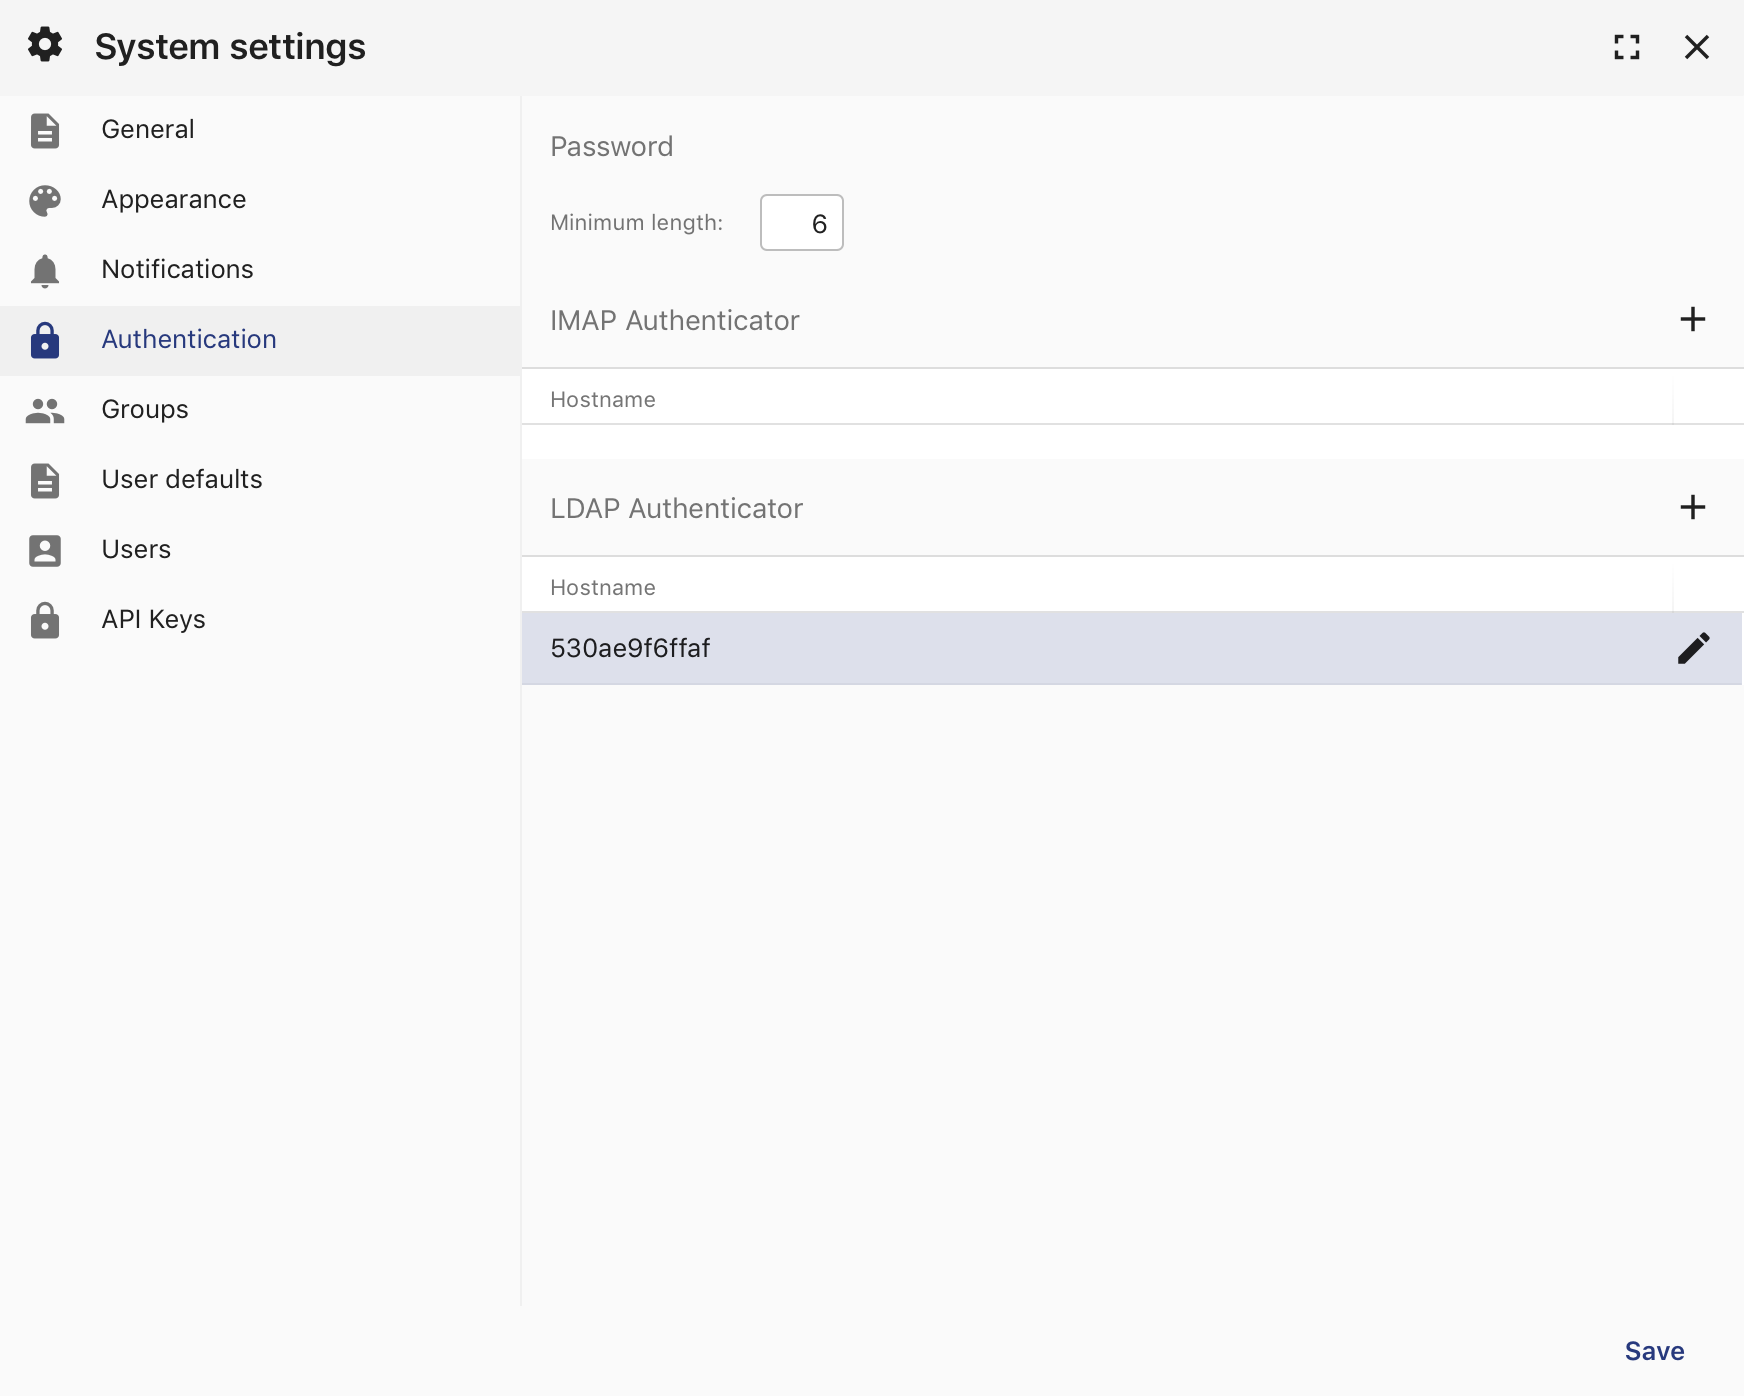 System settings
General
Appearance
Notifications
Authentication
Groups
User defaults
Users
API Keys
Password
Minimum length: 6
IMAP Authenticator
Hostname
LDAP Authenticator
Hostname
530ae9f6ffaf
Save